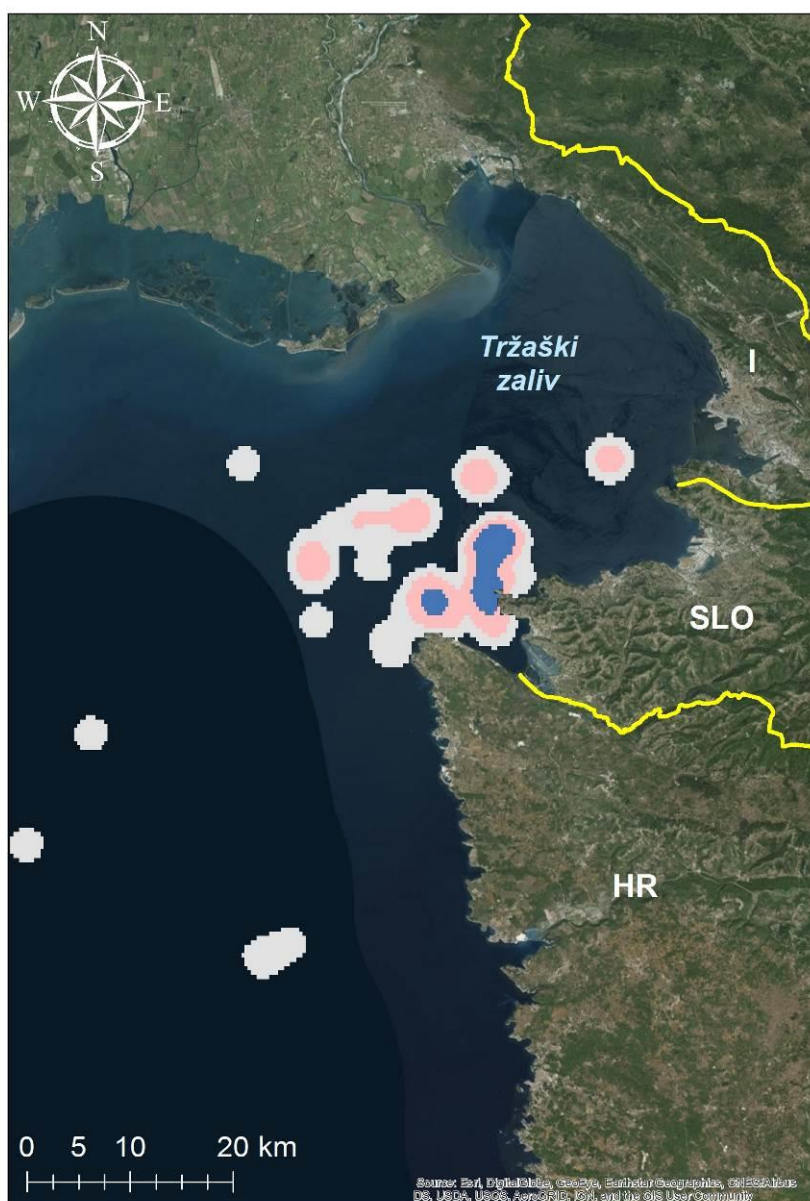 N
W E
S
Tržaški
zaliv
I
SLO
HR
0 5 10 20 km
Source: Esri, DigitalGlobe, GeoEye, Earthstar Geographics, CNES/Airbus
DS, USDA, USGS, AeroGRID, IGN, and the GIS User Community